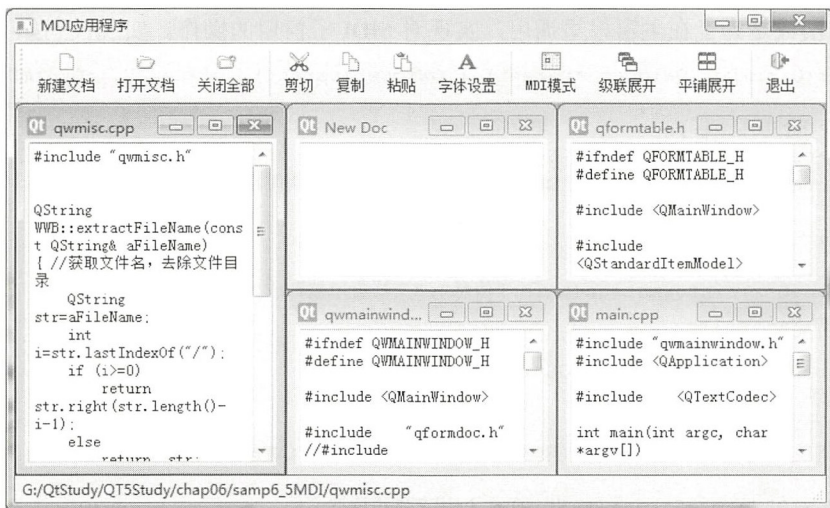 MDI应用程序
新建文档 打开文档 关闭全部 剪切 复制 粘贴 字体设置 MDI模式 级联展开 平铺展开 退出
qwmisc.cpp
#include "qwmisc.h"
QString
WWB::extractFileName(cons
t QString& aFileName)
{ //获取文件名，去除文件目
录
QString
str=aFileName;
int
i=str.lastIndexOf("/");
if (i>=0)
return
str.right(str.length()-
i-1);
else
return str;
New Doc
qformtable.h
#ifndef QFORMTABLE_H
#define QFORMTABLE_H
#include <QMainWindow>
#include
<QStandardItemModel>
qwmainwind...
#ifndef QWMAINWINDOW_H
#define QWMAINWINDOW_H
#include <QMainWindow>
#include "qformdoc.h"
//#include
main.cpp
#include "qwmainwindow.h"
#include <QApplication>
#include <QTextCodec>
int main(int argc, char
*argv[])
G:/QtStudy/QT5Study/chap06/samp6_5MDI/qwmisc.cpp